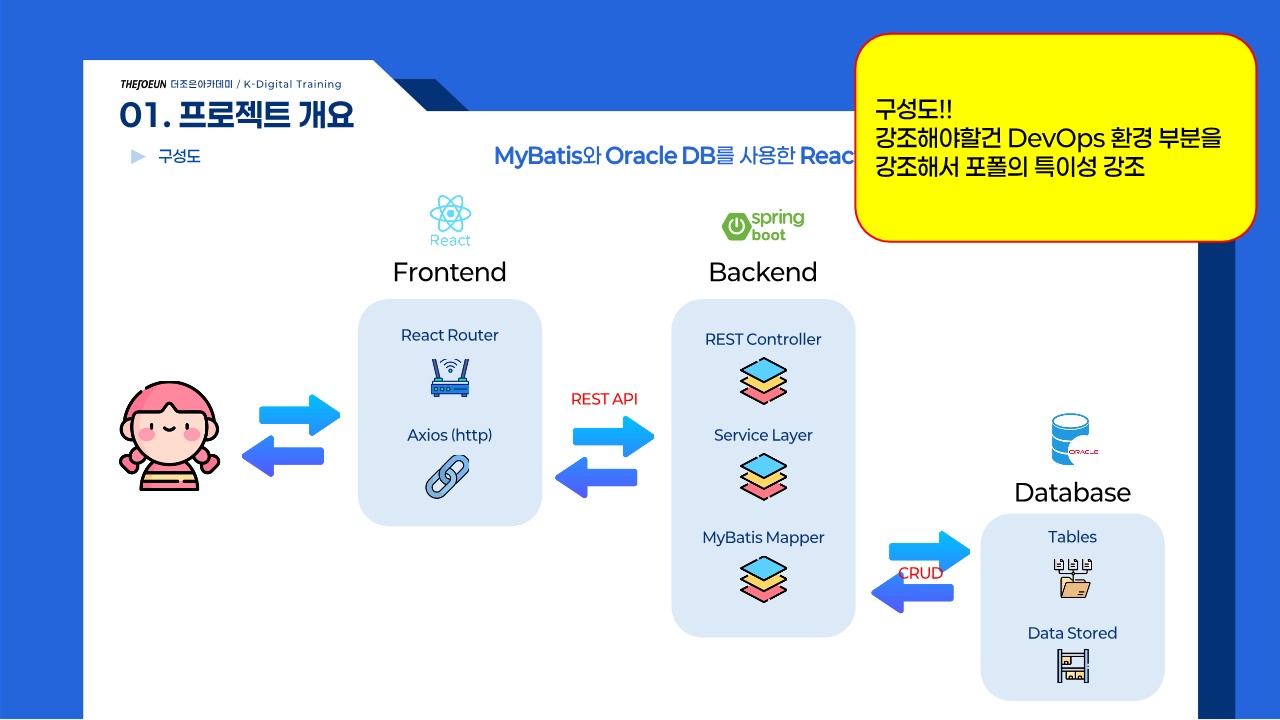 THEJOEUN 더조은아카데미 / K-Digital Training
01. 프로젝트 개요
구성도
MyBatis와 Oracle DB를 사용한 Reac
구성도!!
강조해야할건 DevOps 환경 부분을
강조해서 포폴의 특이성 강조
React
Frontend
React Router
Axios (http)
REST API
spring
boot
Backend
REST Controller
Service Layer
MyBatis Mapper
CRUD
ORACLE
Database
Tables
Data Stored